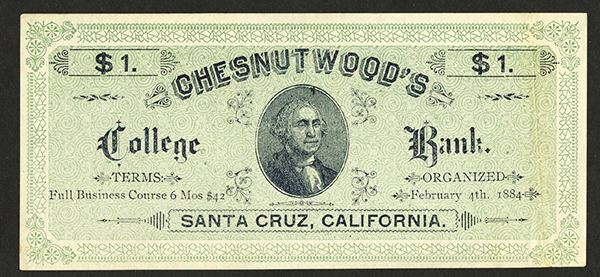 $1. $1.
CHESNUTWOOD'S
College Bank.
TERMS: ORGANIZED
Full Business Course 6 Mos $42 February 4th. 1884
SANTA CRUZ, CALIFORNIA.